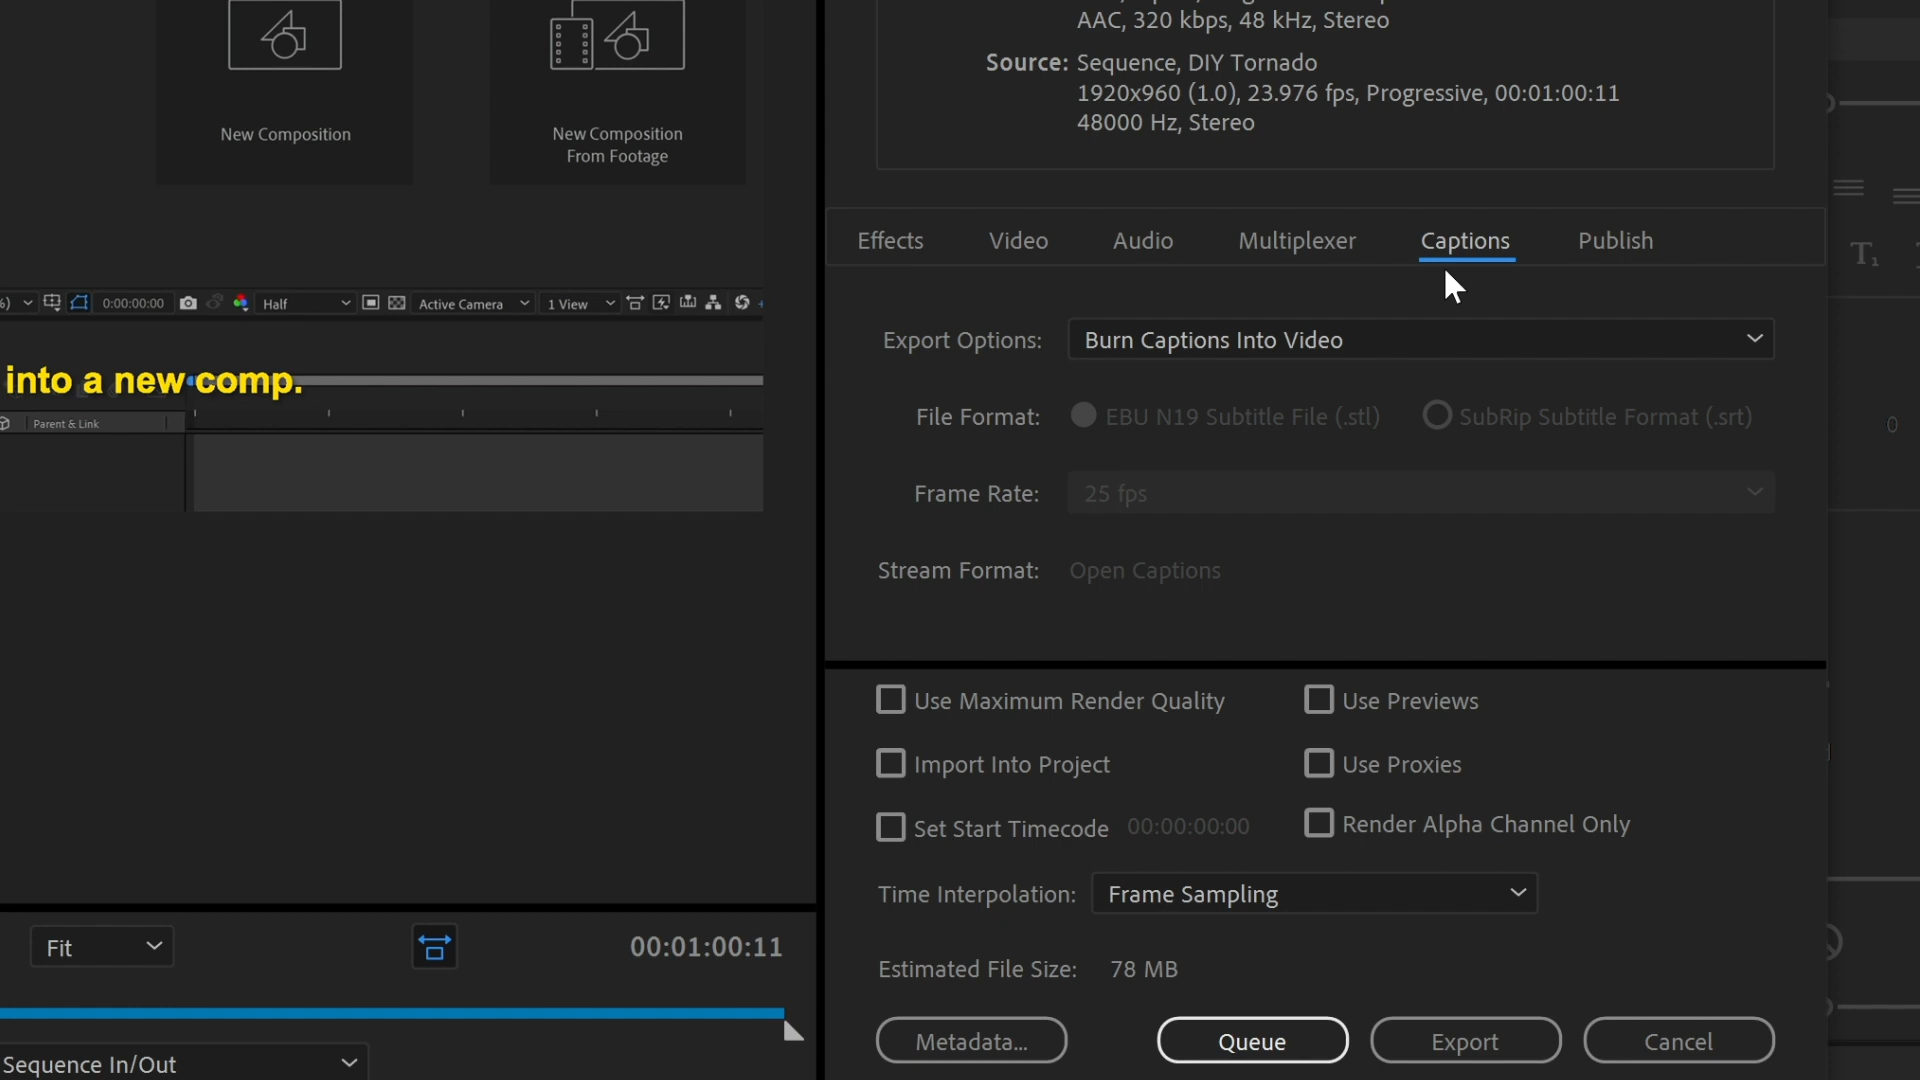 AAC, 320 kbps, 48 kHz, Stereo
Source: Sequence, DIY Tornado
1920x960 (1.0), 23.976 fps, Progressive, 00:01:00:11
48000 Hz, Stereo
New Composition
New Composition
From Footage
Effects Video Audio Multiplexer Captions Publish
0:00:00:00 Half Active Camera 1 View
into a new comp.
Parent & Link
Export Options: Burn Captions Into Video
File Format: EBU N19 Subtitle File (.stl) SubRip Subtitle Format (.srt)
0
Frame Rate: 25 fps
Stream Format: Open Captions
Use Maximum Render Quality Use Previews
Import Into Project Use Proxies
Set Start Timecode 00:00:00:00 Render Alpha Channel Only
Time Interpolation: Frame Sampling
Fit 00:01:00:11
Estimated File Size: 78 MB
Sequence In/Out
Metadata... Queue Export Cancel